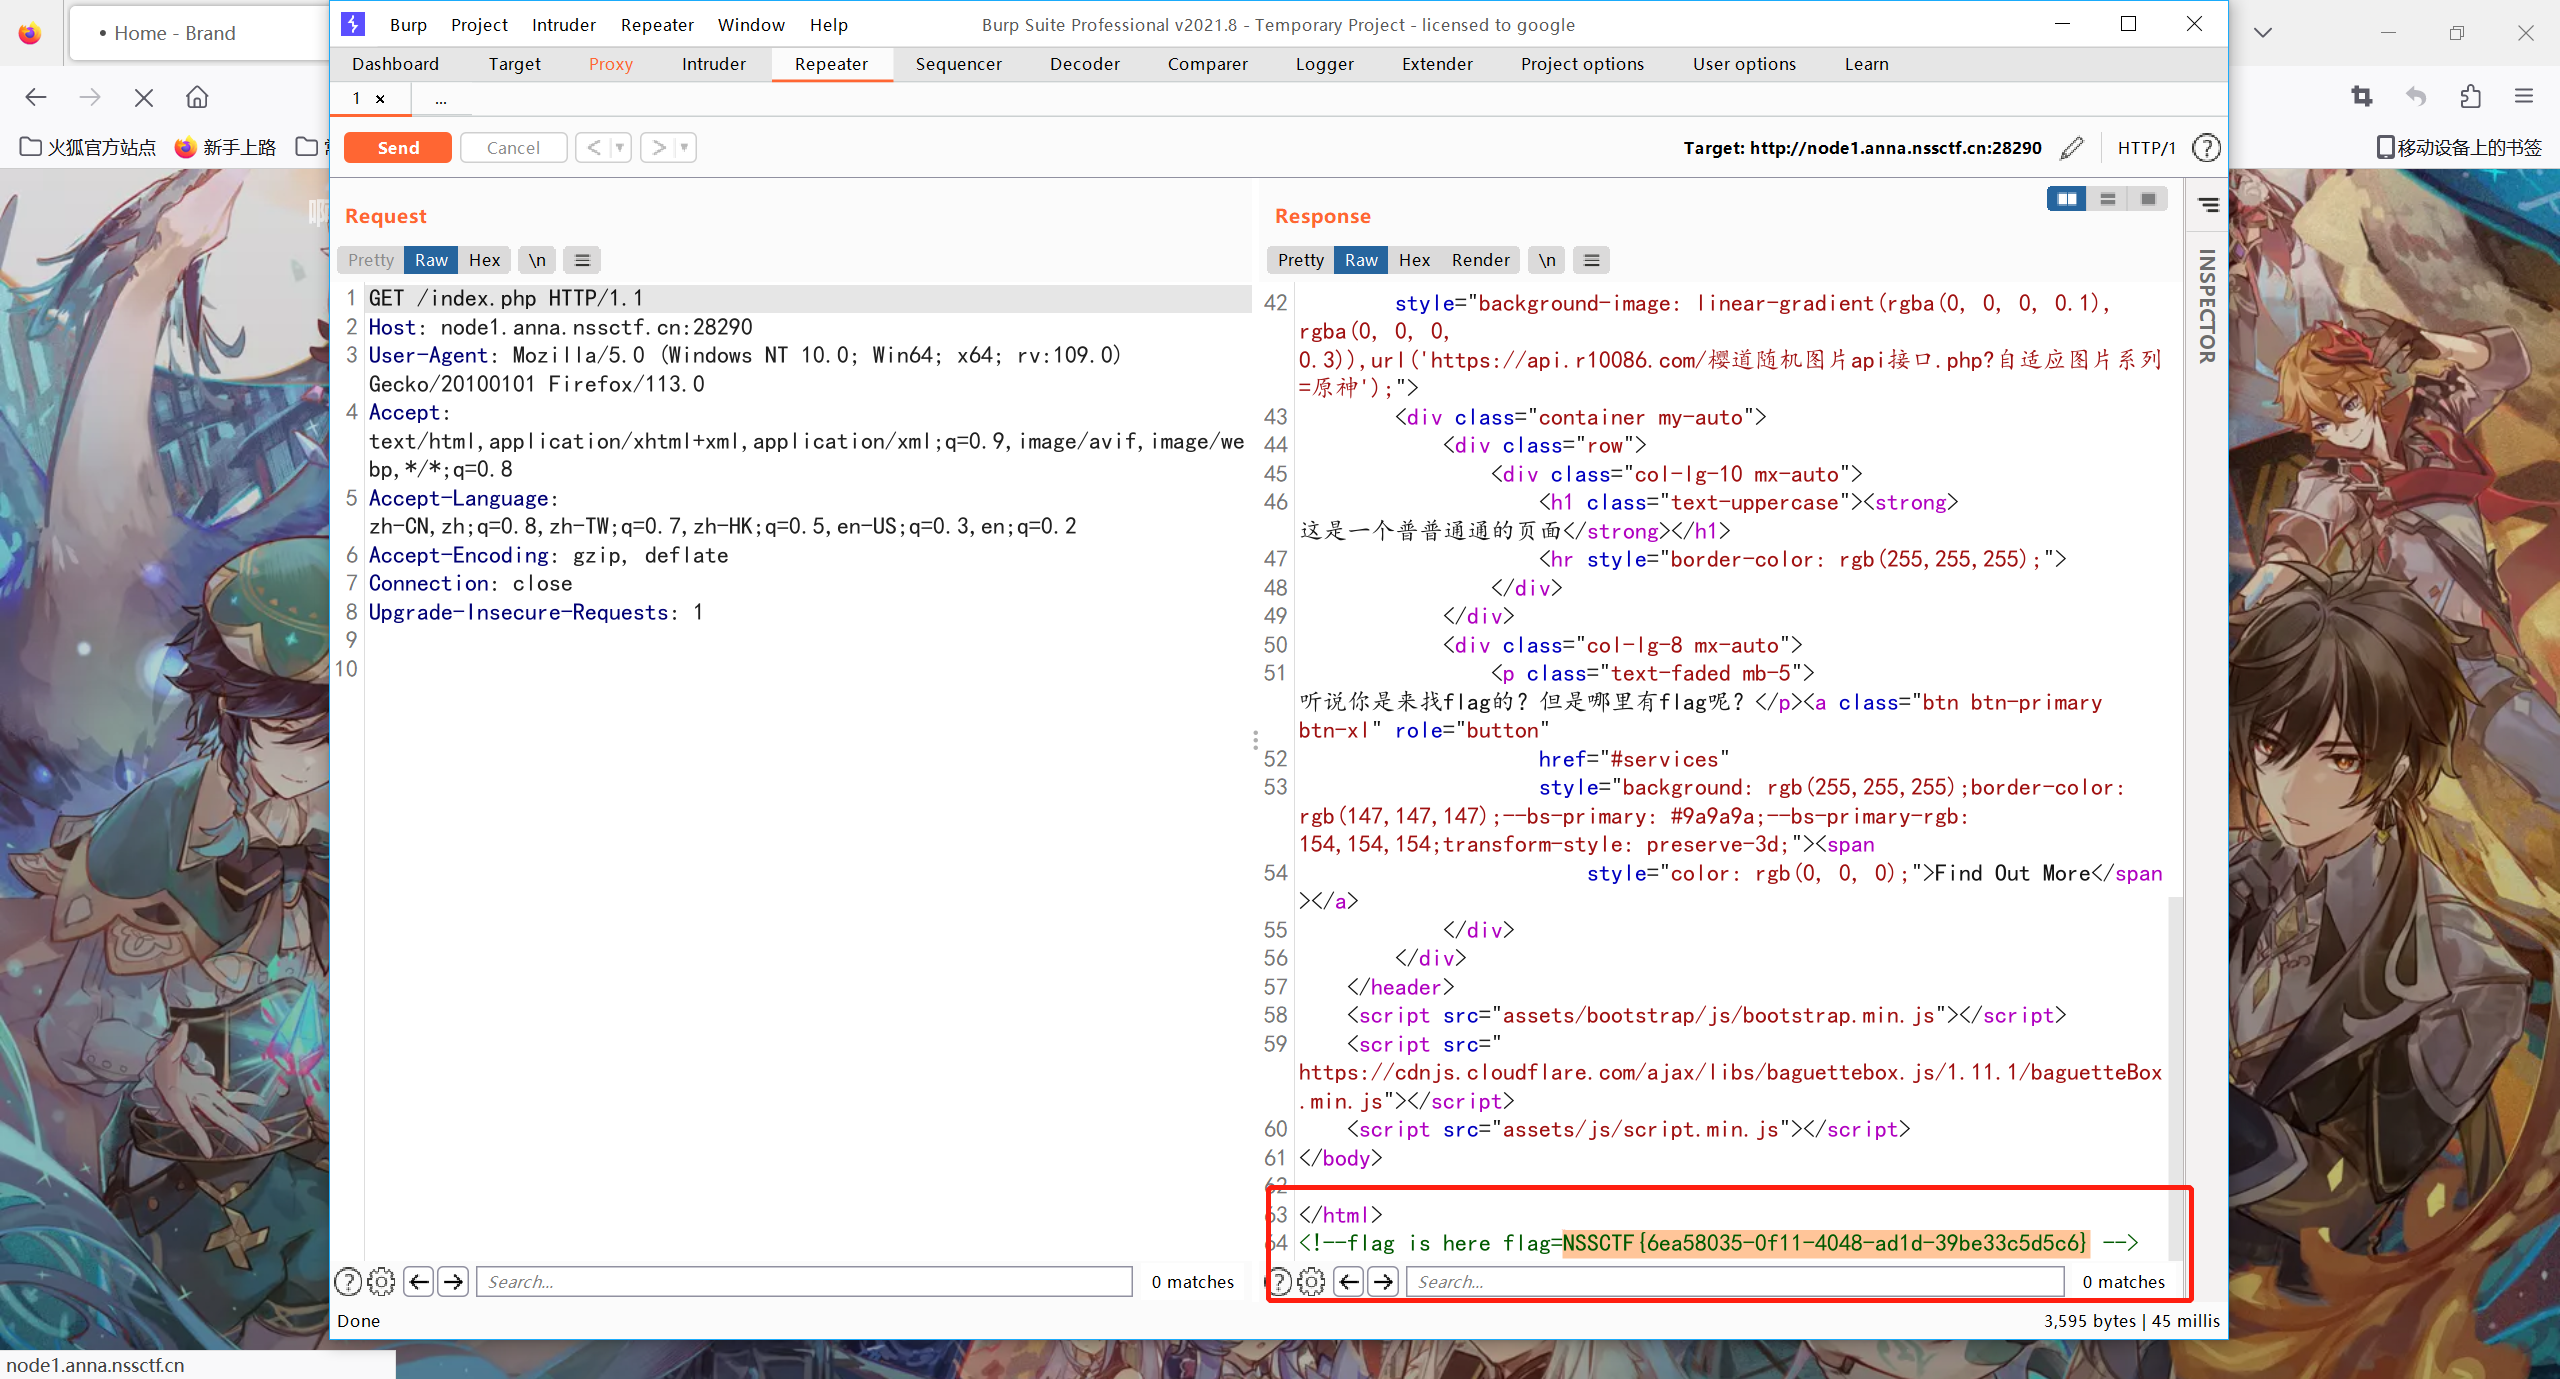 • Home - Brand
Burp Project Intruder Repeater Window Help
Burp Suite Professional v2021.8 - Temporary Project - licensed to google
Dashboard Target Proxy Intruder Repeater Sequencer Decoder Comparer Logger Extender Project options User options Learn
1 × ...
火狐官方站点 新手上路
Send Cancel < ▼ > ▼
Target: http://node1.anna.nssctf.cn:28290 HTTP/1 ?
移动设备上的书签
Request
Pretty Raw Hex \n
1 GET /index.php HTTP/1.1
2 Host: node1.anna.nssctf.cn:28290
3 User-Agent: Mozilla/5.0 (Windows NT 10.0; Win64; x64; rv:109.0)
Gecko/20100101 Firefox/113.0
4 Accept:
text/html,application/xhtml+xml,application/xml;q=0.9,image/avif,image/we
bp,*/*;q=0.8
5 Accept-Language:
zh-CN,zh;q=0.8,zh-TW;q=0.7,zh-HK;q=0.5,en-US;q=0.3,en;q=0.2
6 Accept-Encoding: gzip, deflate
7 Connection: close
8 Upgrade-Insecure-Requests: 1
9
10
? Search... 0 matches
Response
Pretty Raw Hex Render \n
INSPECTOR
42 style="background-image: linear-gradient(rgba(0, 0, 0, 0.1),
rgba(0, 0, 0,
0.3)),url('https://api.r10086.com/樱道随机图片api接口.php?自适应图片系列
=原神');">
43 <div class="container my-auto">
44 <div class="row">
45 <div class="col-lg-10 mx-auto">
46 <h1 class="text-uppercase"><strong>
这是一个普普通通的页面</strong></h1>
47 <hr style="border-color: rgb(255,255,255);">
48 </div>
49 </div>
50 <div class="col-lg-8 mx-auto">
51 <p class="text-faded mb-5">
听说你是来找flag的？但是哪里有flag呢？</p><a class="btn btn-primary
btn-xl" role="button"
52 href="#services"
53 style="background: rgb(255,255,255);border-color:
rgb(147,147,147);--bs-primary: #9a9a9a;--bs-primary-rgb:
154,154,154;transform-style: preserve-3d;"><span
54 style="color: rgb(0, 0, 0);">Find Out More</span
></a>
55 </div>
56 </div>
57 </header>
58 <script src="assets/bootstrap/js/bootstrap.min.js"></script>
59 <script src="
https://cdnjs.cloudflare.com/ajax/libs/baguettebox.js/1.11.1/baguetteBox
.min.js"></script>
60 <script src="assets/js/script.min.js"></script>
61 </body>
62
63 </html>
64 <!--flag is here flag=NSSCTF{6ea58035-0f11-4048-ad1d-39be33c5d5c6} -->
? Search... 0 matches
Done
3,595 bytes | 45 millis
node1.anna.nssctf.cn